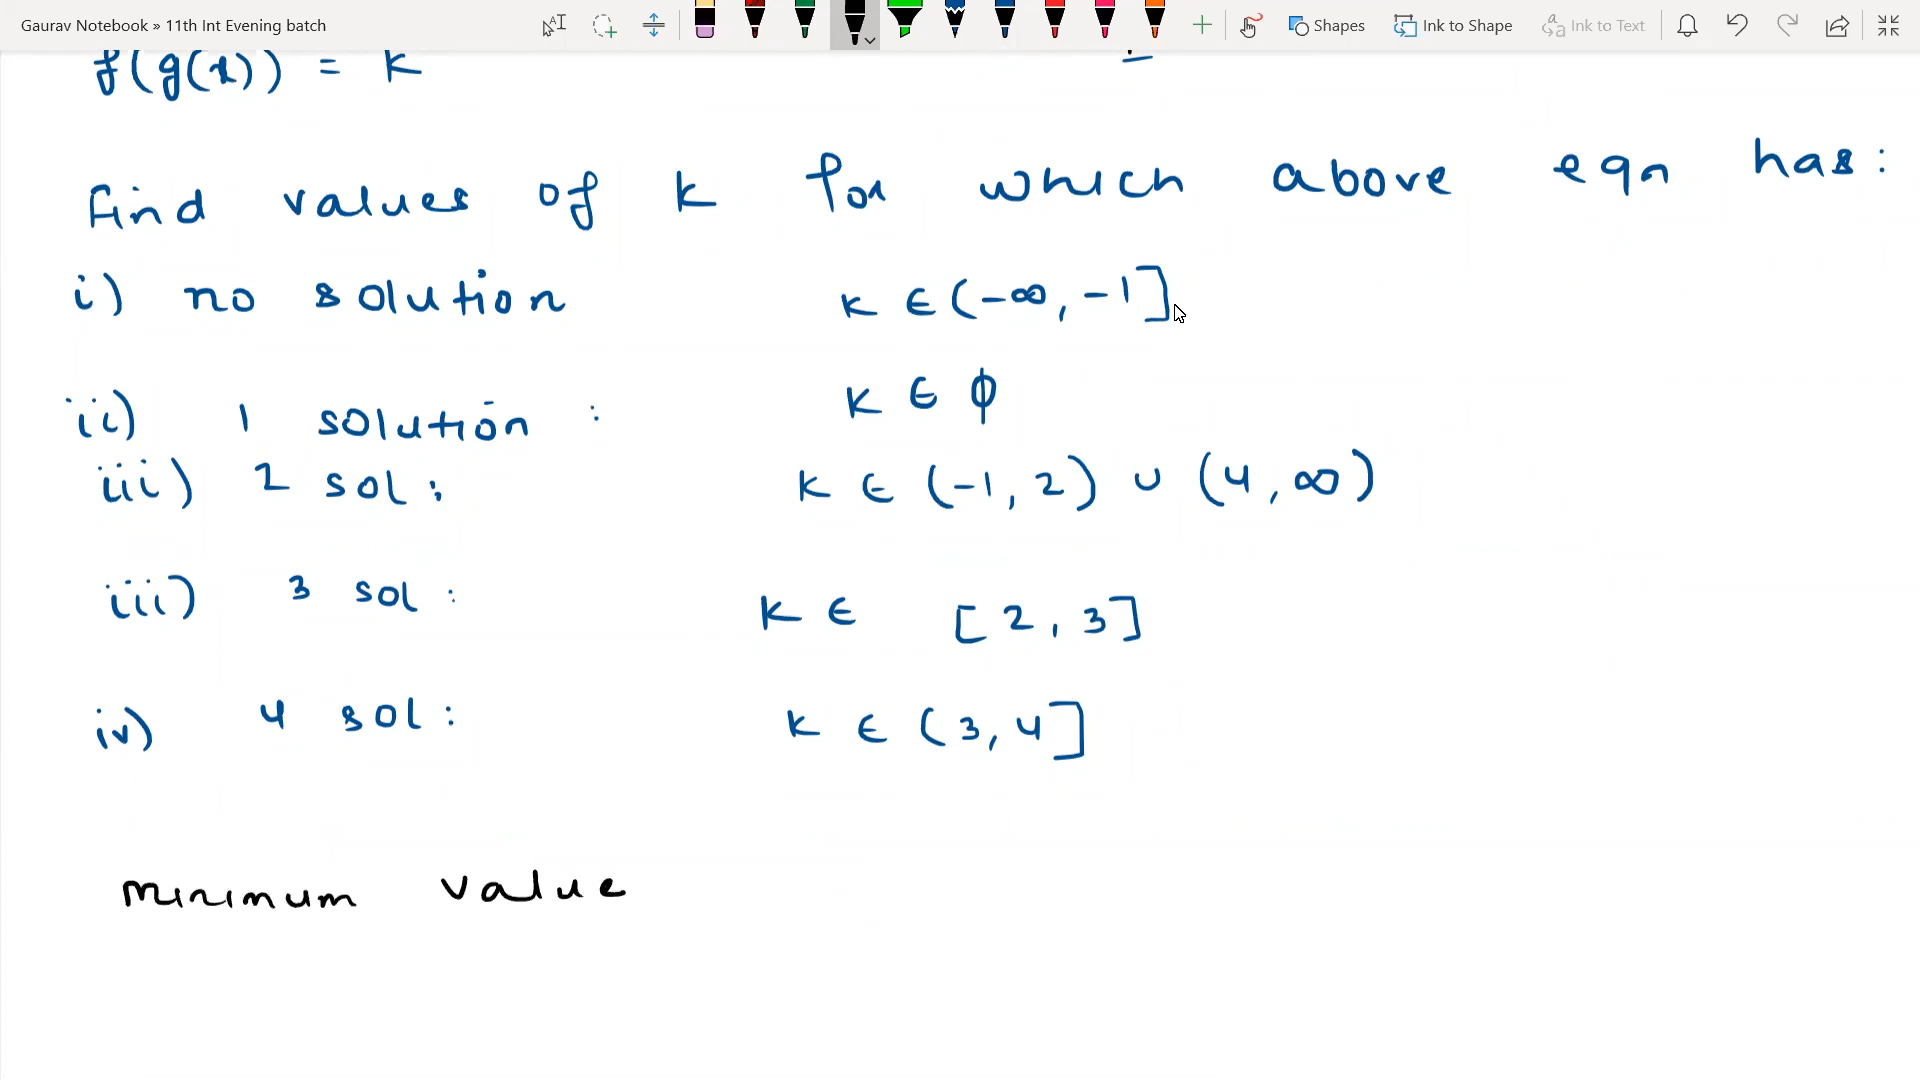 Gaurav Notebook » 11th Int Evening batch
Shapes
Ink to Shape
Ink to Text
f(g(x)) = k
Find values of k for which above eqn has:
i) no solution k ∈ (-∞, -1]
ii) 1 solution : k ∈ ϕ
iii) 2 sol: k ∈ (-1, 2) ∪ (4, ∞)
iii) 3 sol : k ∈ [2, 3]
iv) 4 sol: k ∈ (3, 4]
minimum value